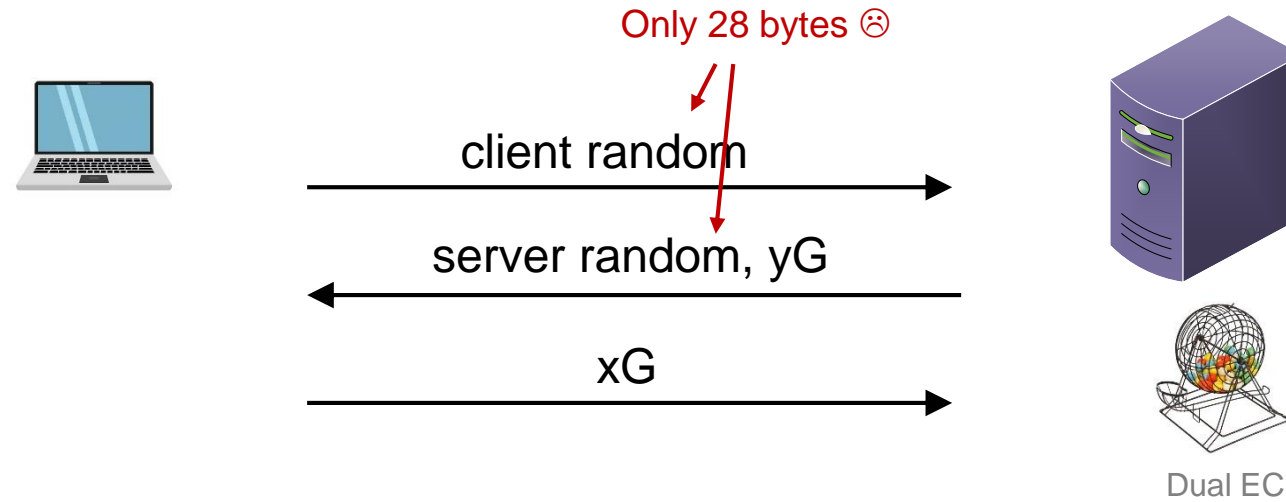 Only 28 bytes ☹
client random
server random, yG
xG
Dual EC